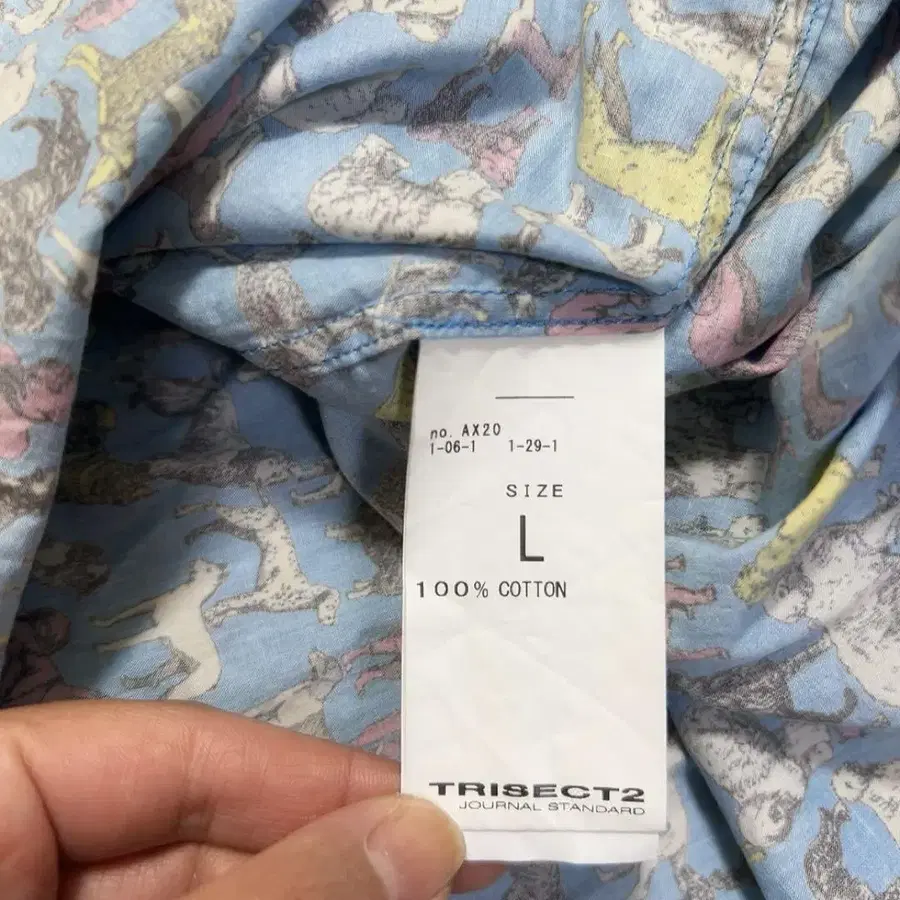 no. AX20
1-06-1 1-29-1
SIZE
L
100% COTTON
TRISECT2
JOURNAL STANDARD